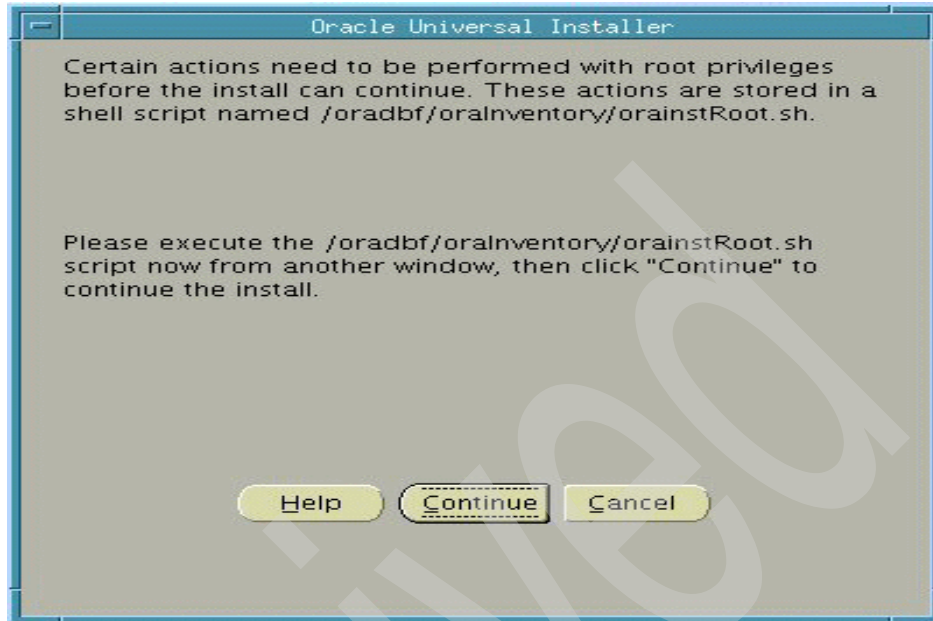 Oracle Universal Installer
Certain actions need to be performed with root privileges
before the install can continue. These actions are stored in a
shell script named /oradbf/oraInventory/orainstRoot.sh.
Please execute the /oradbf/oraInventory/orainstRoot.sh
script now from another window, then click "Continue" to
continue the install.
Help Continue Cancel